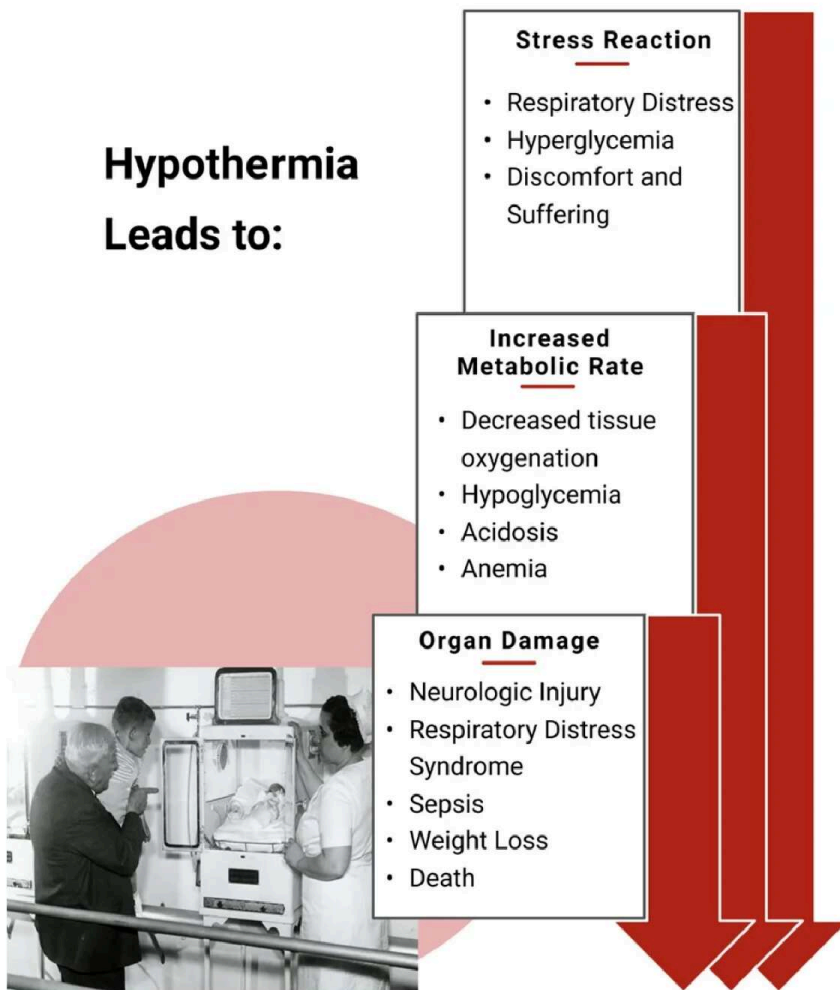 Hypothermia
Leads to:
Stress Reaction
• Respiratory Distress
• Hyperglycemia
• Discomfort and
Suffering
Increased
Metabolic Rate
• Decreased tissue
oxygenation
• Hypoglycemia
• Acidosis
• Anemia
Organ Damage
• Neurologic Injury
• Respiratory Distress
Syndrome
• Sepsis
• Weight Loss
• Death